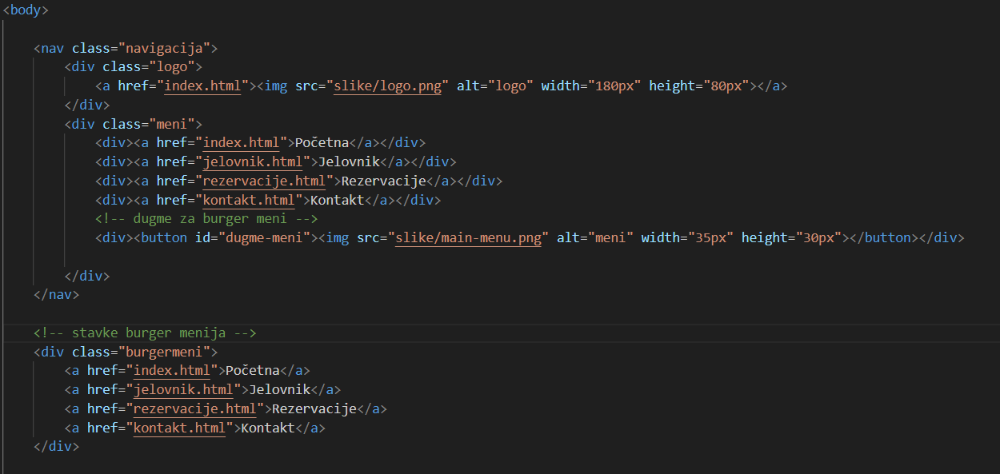 <body>
<nav class="navigacija">
<div class="logo">
<a href="index.html"><img src="slike/logo.png" alt="logo" width="180px" height="80px"></a>
</div>
<div class="meni">
<div><a href="index.html">Početna</a></div>
<div><a href="jelovnik.html">Jelovnik</a></div>
<div><a href="rezervacije.html">Rezervacije</a></div>
<div><a href="kontakt.html">Kontakt</a></div>
<!-- dugme za burger meni -->
<div><button id="dugme-meni"><img src="slike/main-menu.png" alt="meni" width="35px" height="30px"></button></div>
</div>
</nav>
<!-- stavke burger menija -->
<div class="burgermeni">
<a href="index.html">Početna</a>
<a href="jelovnik.html">Jelovnik</a>
<a href="rezervacije.html">Rezervacije</a>
<a href="kontakt.html">Kontakt</a>
</div>